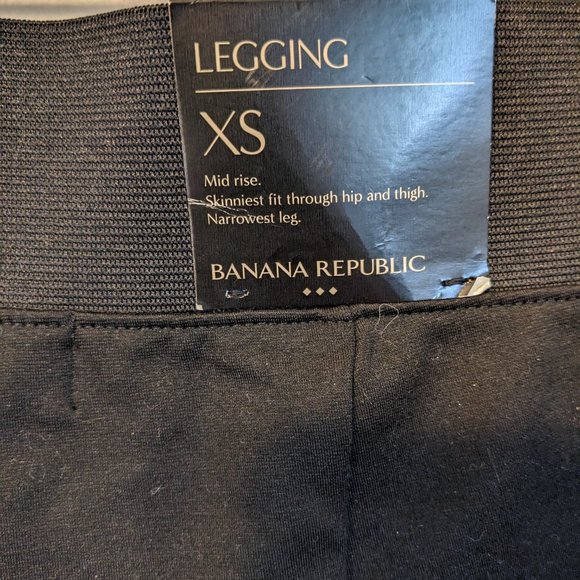 LEGGING
XS
Mid rise.
Skinniest fit through hip and thigh.
Narrowest leg.
BANANA REPUBLIC